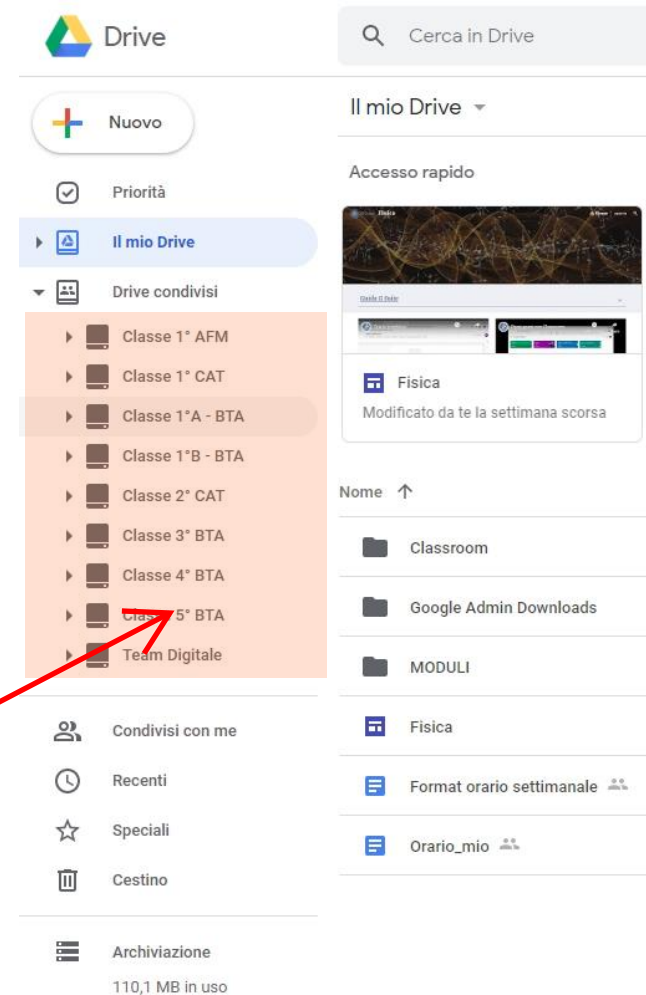 Drive
Cerca in Drive
Nuovo
Il mio Drive
Priorità
Accesso rapido
Il mio Drive
Drive condivisi
Classe 1° AFM
Classe 1° CAT
Classe 1°A - BTA
Classe 1°B - BTA
Classe 2° CAT
Classe 3° BTA
Classe 4° BTA
Classe 5° BTA
Team Digitale
Condivisi con me
Recenti
Speciali
Cestino
Archiviazione
110,1 MB in uso
Fisica
Fisica
Modificato da te la settimana scorsa
Nome
Classroom
Google Admin Downloads
MODULI
Fisica
Format orario settimanale
Orario_mio